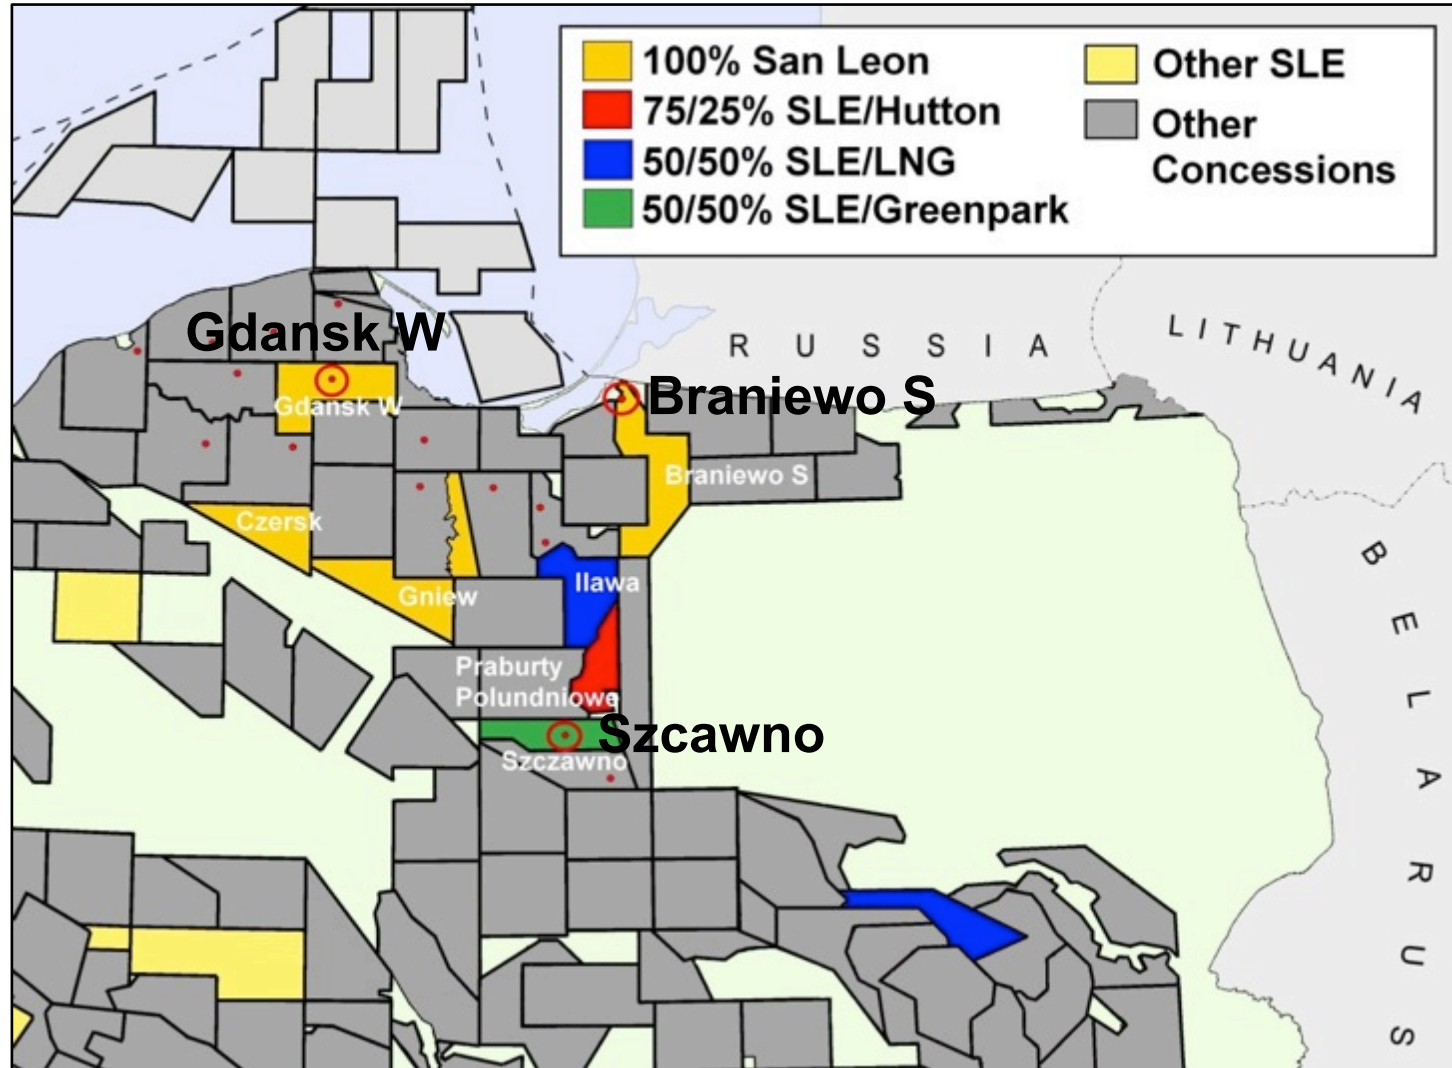 100% San Leon
75/25% SLE/Hutton
50/50% SLE/LNG
50/50% SLE/Greenpark
Other SLE
Other
Concessions
RUSSIA
LITHUANIA
BELARUS
Gdansk W
Gdansk W
Braniewo S
Braniewo S
Czersk
Gniew
Ilawa
Praburty
Polundniowe
Szcawno
Szczawno